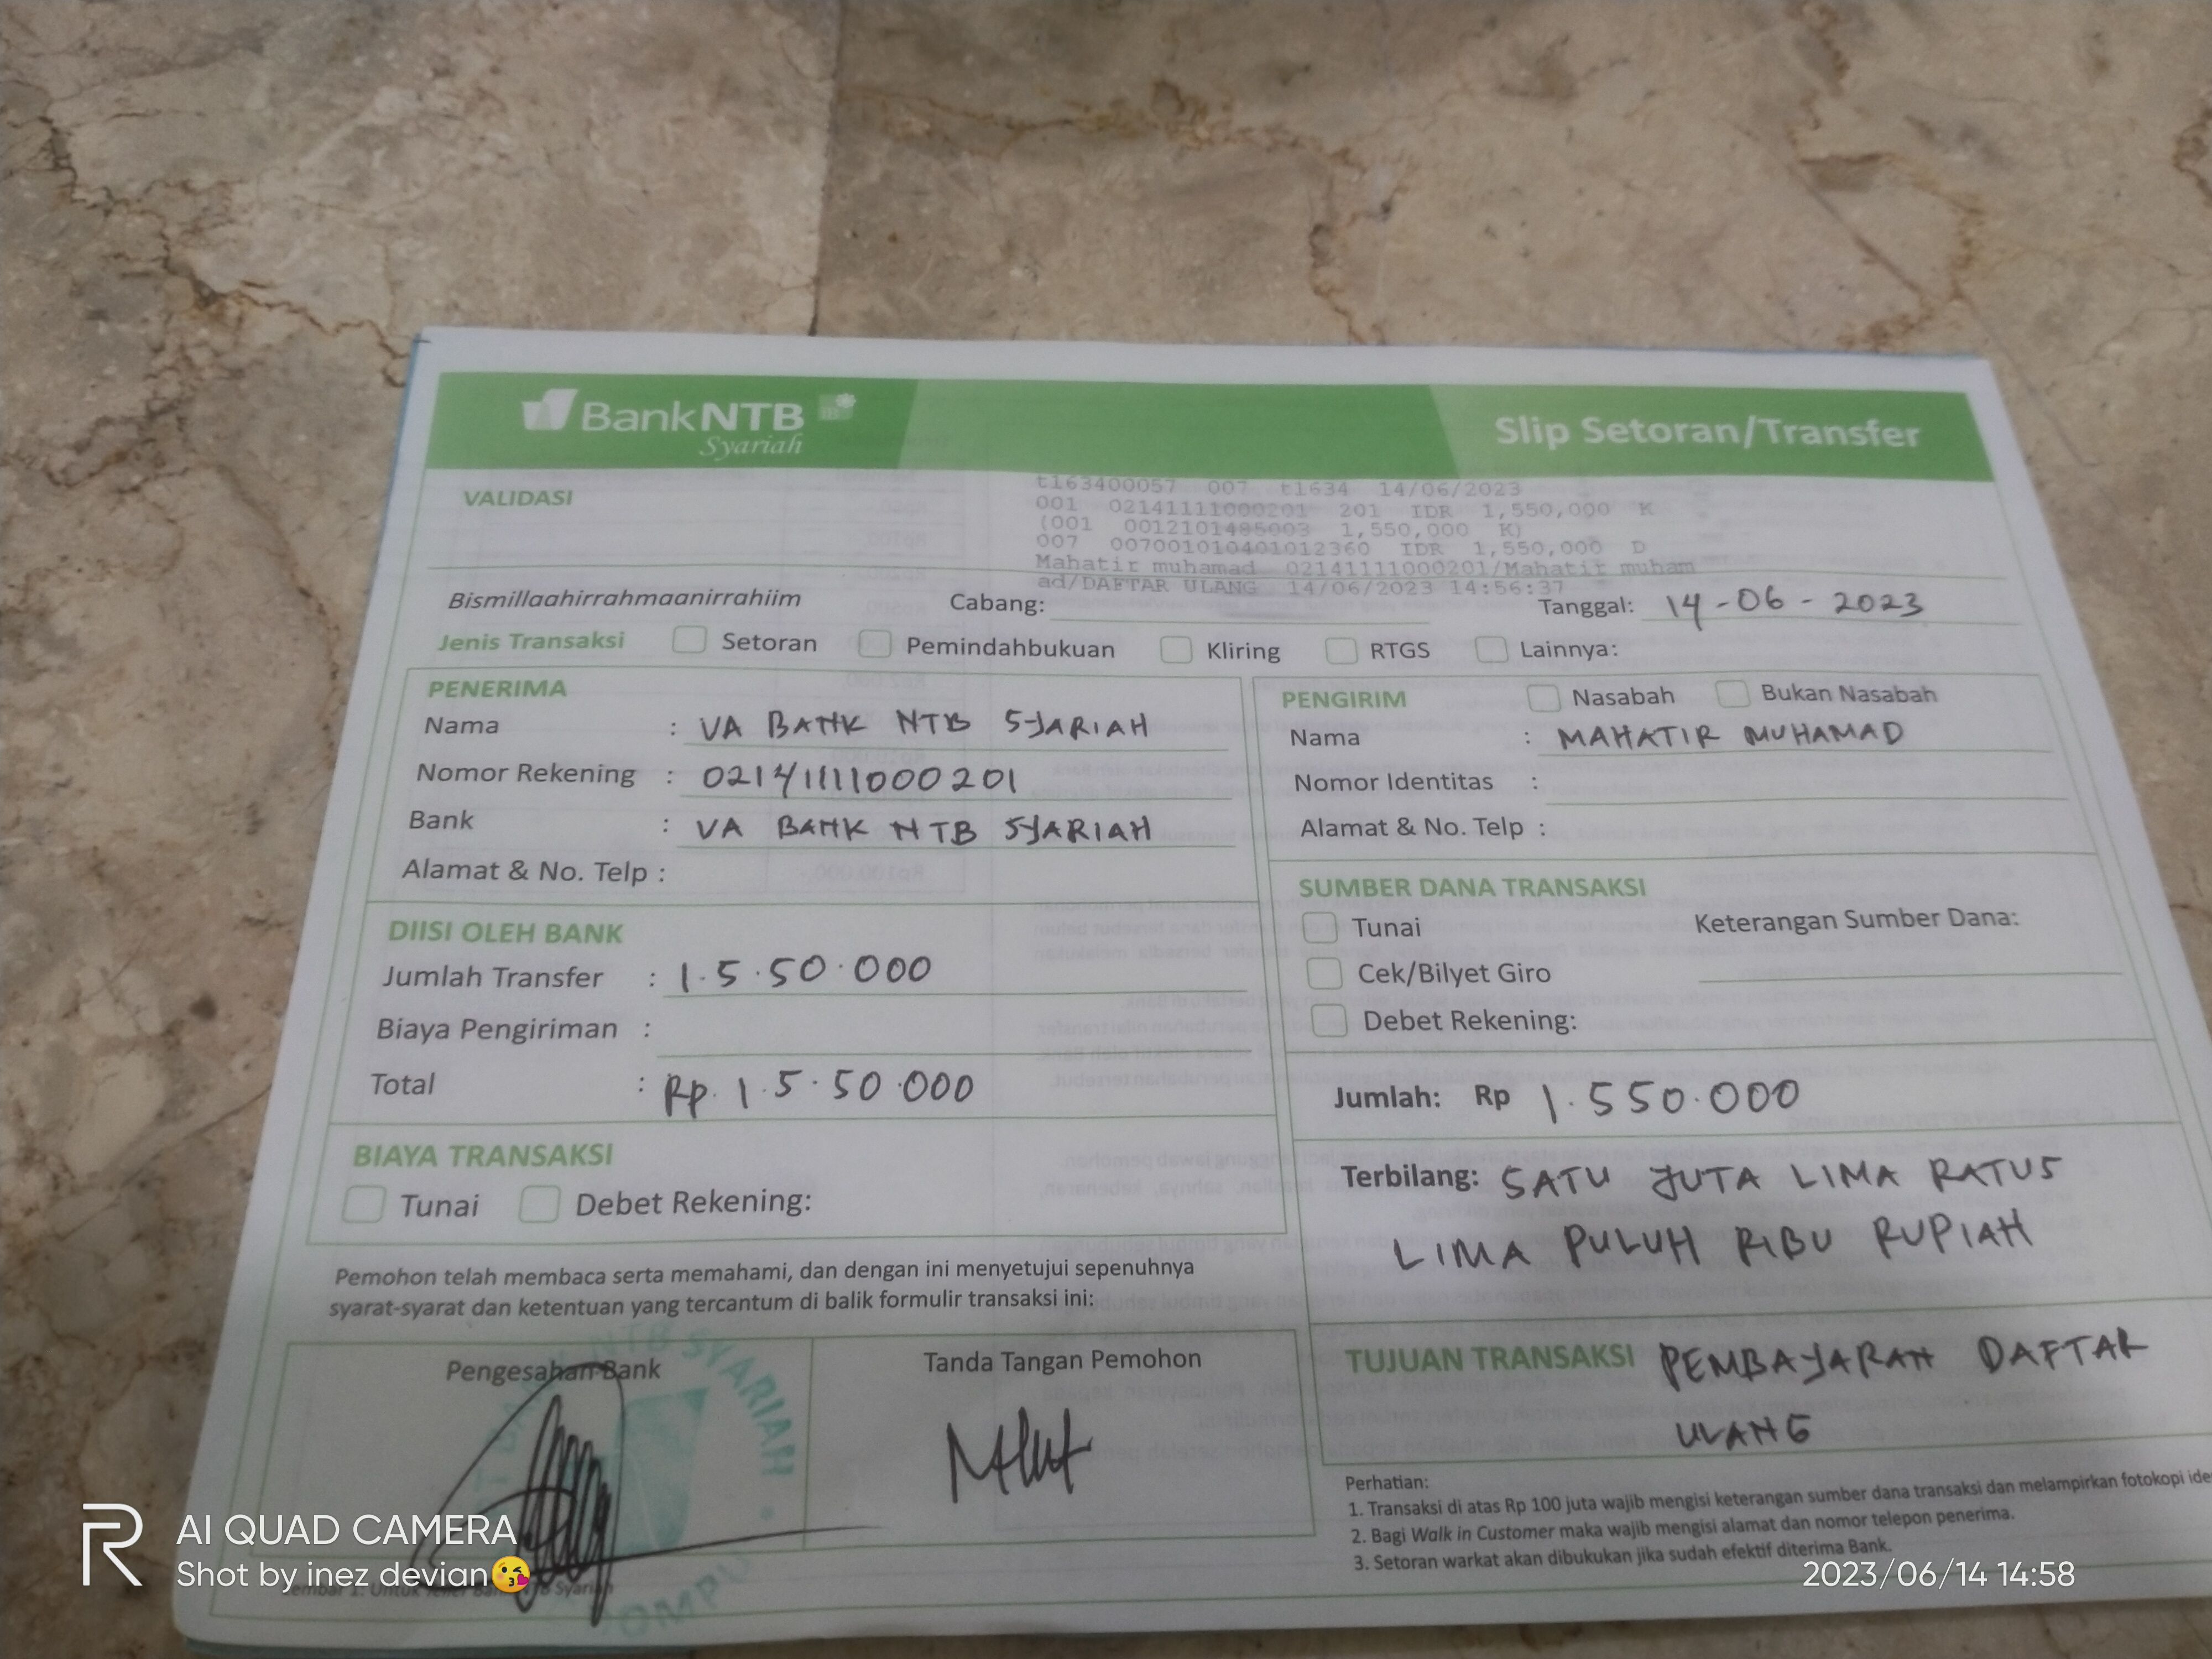 BankNTB
Syariah
Slip Setoran/Transfer
VALIDASI
t163400057 007 t1634 14/06/2023
001 02141111000201 201 IDR 1,550,000 K
(001 0012101485003 1,550,000 K)
007 007001010401012360 IDR 1,550,000 D
Mahatir muhamad 02141111000201/Mahatir muham
ad/DAFTAR ULANG 14/06/2023 14:56:37
Bismillaahirrahmaanirrahiim Cabang: Tanggal: 14-06-2023
Jenis Transaksi Setoran Pemindahbukuan Kliring RTGS Lainnya:
PENERIMA
Nama : VA BANK NTB SYARIAH
Nomor Rekening : 02141111000201
Bank : VA BANK NTB SYARIAH
Alamat & No. Telp :
DIISI OLEH BANK
Jumlah Transfer : 1.5.50.000
Biaya Pengiriman :
Total : Rp. 1.5.50.000
BIAYA TRANSAKSI
Tunai Debet Rekening:
Pemohon telah membaca serta memahami, dan dengan ini menyetujui sepenuhnya
syarat-syarat dan ketentuan yang tercantum di balik formulir transaksi ini:
Pengesahan Bank
Tanda Tangan Pemohon
NTB SYARIAH
PENGIRIM Nasabah Bukan Nasabah
Nama : MAHATIR MUHAMAD
Nomor Identitas :
Alamat & No. Telp :
SUMBER DANA TRANSAKSI
Tunai Keterangan Sumber Dana:
Cek/Bilyet Giro
Debet Rekening:
Jumlah: Rp 1.550.000
Terbilang: SATU JUTA LIMA RATUS
LIMA PULUH RIBU RUPIAH
TUJUAN TRANSAKSI PEMBAYARAN DAFTAR
ULANG
Perhatian:
1. Transaksi di atas Rp 100 juta wajib mengisi keterangan sumber dana transaksi dan melampirkan fotokopi ide
2. Bagi Walk in Customer maka wajib mengisi alamat dan nomor telepon penerima.
3. Setoran warkat akan dibukukan jika sudah efektif diterima Bank.
R AI QUAD CAMERA
Shot by inez devian😘
2023/06/14 14:58